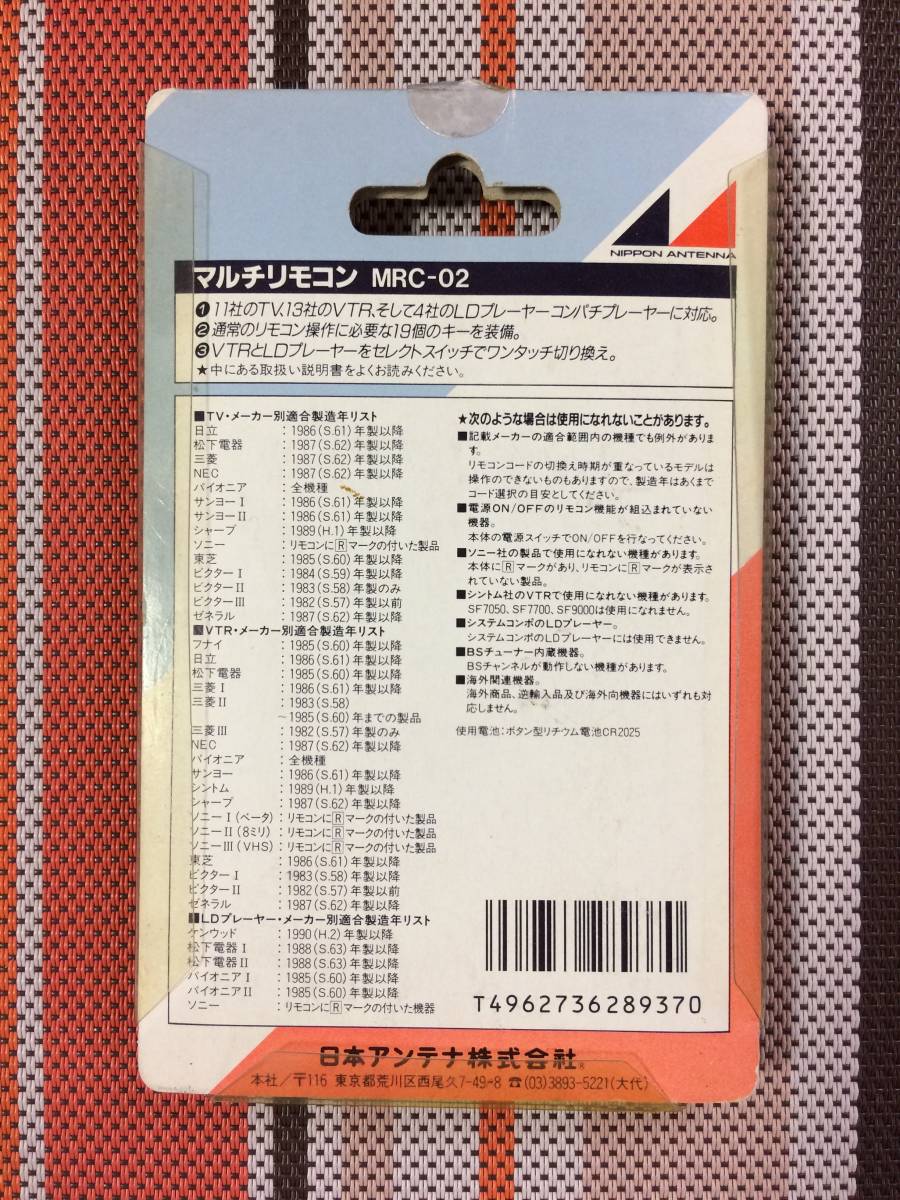 NIPPON ANTENNA
マルチリモコン MRC-02
❶11社のTV、13社のVTR、そして4社のLDプレーヤーコンパチプレーヤーに対応。
❷通常のリモコン操作に必要な19個のキーを装備。
❸VTRとLDプレーヤーをセレクトスイッチでワンタッチ切り換え。
★中にある取扱い説明書をよくお読みください。
■TV・メーカー別適合製造年リスト
日立 : 1986(S.61)年製以降
松下電器 : 1987(S.62)年製以降
三菱 : 1987(S.62)年製以降
NEC : 1987(S.62)年製以降
パイオニア : 全機種
サンヨーI : 1986(S.61)年製以降
サンヨーII : 1986(S.61)年製以降
シャープ : 1989(H.1)年製以降
ソニー : リモコンに🅁マークの付いた製品
東芝 : 1985(S.60)年製以降
ビクターI : 1984(S.59)年製以降
ビクターII : 1983(S.58)年製のみ
ビクターIII : 1982(S.57)年製以前
ゼネラル : 1987(S.62)年製以降
■VTR・メーカー別適合製造年リスト
フナイ : 1985(S.60)年製以降
日立 : 1986(S.61)年製以降
松下電器 : 1985(S.60)年製以降
三菱I : 1986(S.61)年製以降
三菱II : 1983(S.58)
~1985(S.60)年までの製品
三菱III : 1982(S.57)年製のみ
NEC : 1987(S.62)年製以降
パイオニア : 全機種
サンヨー : 1986(S.61)年製以降
シントム : 1989(H.1)年製以降
シャープ : 1987(S.62)年製以降
ソニーI(ベータ) : リモコンに🅁マークの付いた製品
ソニーII(8ミリ) : リモコンに🅁マークの付いた製品
ソニーIII(VHS) : リモコンに🅁マークの付いた製品
東芝 : 1986(S.61)年製以降
ビクターI : 1983(S.58)年製以降
ビクターII : 1982(S.57)年製以前
ゼネラル : 1987(S.62)年製以降
■LDプレーヤー・メーカー別適合製造年リスト
ケンウッド : 1990(H.2)年製以降
松下電器I : 1988(S.63)年製以降
松下電器II : 1988(S.63)年製以降
パイオニアI : 1985(S.60)年製以降
パイオニアII : 1985(S.60)年製以降
ソニー : リモコンに🅁マークの付いた機器
★次のような場合は使用になれないことがあります。
■記載メーカーの適合範囲内の機種でも例外がありま
す。
リモコンコードの切換え時期が重なっているモデルは
操作のできないものもありますので、製造年はあくまで
コード選択の目安としてください。
■電源ON/OFFのリモコン機能が組込まれていない
機器。
本体の電源スイッチでON/OFFを行なってください。
■ソニー社の製品で使用になれない機種があります。
本体に🅁マークがあり、リモコンに🅁マークが表示さ
れていない製品。
■シントム社のVTRで使用になれない機種があります。
SF7050、SF7700、SF9000は使用になれません。
■システムコンポのLDプレーヤー。
システムコンポのLDプレーヤーには使用できません。
■BSチューナー内蔵機器。
BSチャンネルが動作しない機種があります。
■海外関連機器。
海外商品、逆輸入品及び海外向機器にはいずれも対
応しません。
使用電池:ボタン型リチウム電池CR2025
T4962736289370
日本アンテナ株式会社®
本社/〒116 東京都荒川区西尾久7-49-8 ☎(03)3893-5221(大代)